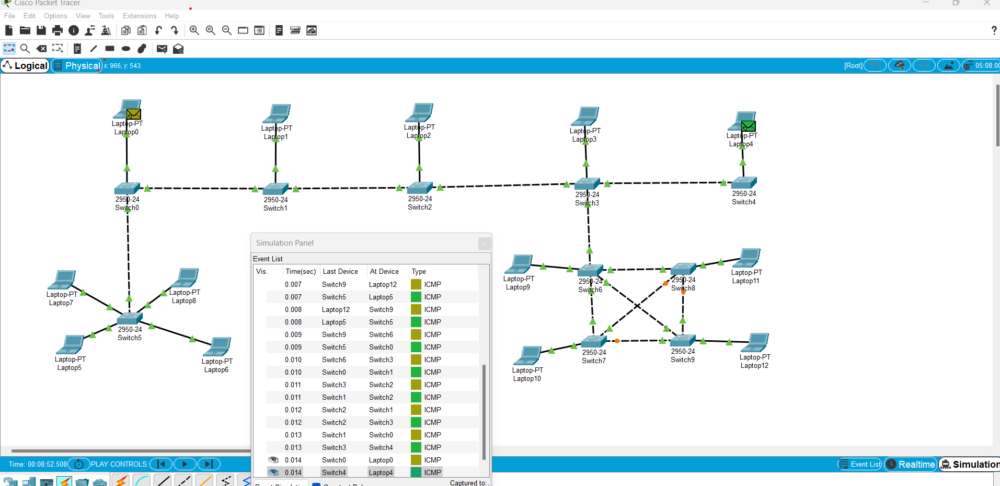 Cisco Packet Tracer
File Edit Options View Tools Extensions Help
Logical Physical x: 966, y: 543 [Root] 05:08:00
Laptop-PT
Laptop0
Laptop-PT
Laptop1
Laptop-PT
Laptop2
Laptop-PT
Laptop3
Laptop-PT
Laptop4
2950-24
Switch0
2950-24
Switch1
2950-24
Switch2
2950-24
Switch3
2950-24
Switch4
Laptop-PT
Laptop7
Laptop-PT
Laptop8
2950-24
Switch5
Laptop-PT
Laptop5
Laptop-PT
Laptop6
Laptop-PT
Laptop9
2950-24
Switch6
2950-24
Switch8
Laptop-PT
Laptop11
Laptop-PT
Laptop10
2950-24
Switch7
2950-24
Switch9
Laptop-PT
Laptop12
Simulation Panel
Event List
Vis. Time(sec) Last Device At Device Type
0.007 Switch9 Laptop12 ICMP
0.007 Switch5 Laptop5 ICMP
0.008 Laptop12 Switch9 ICMP
0.008 Laptop5 Switch5 ICMP
0.009 Switch9 Switch6 ICMP
0.009 Switch5 Switch0 ICMP
0.010 Switch6 Switch3 ICMP
0.010 Switch0 Switch1 ICMP
0.011 Switch3 Switch2 ICMP
0.011 Switch1 Switch2 ICMP
0.012 Switch2 Switch1 ICMP
0.012 Switch2 Switch3 ICMP
0.013 Switch1 Switch0 ICMP
0.013 Switch3 Switch4 ICMP
0.014 Switch0 Laptop0 ICMP
0.014 Switch4 Laptop4 ICMP
Captured to:
Time: 00:08:52.508 PLAY CONTROLS: Event List Realtime Simulation